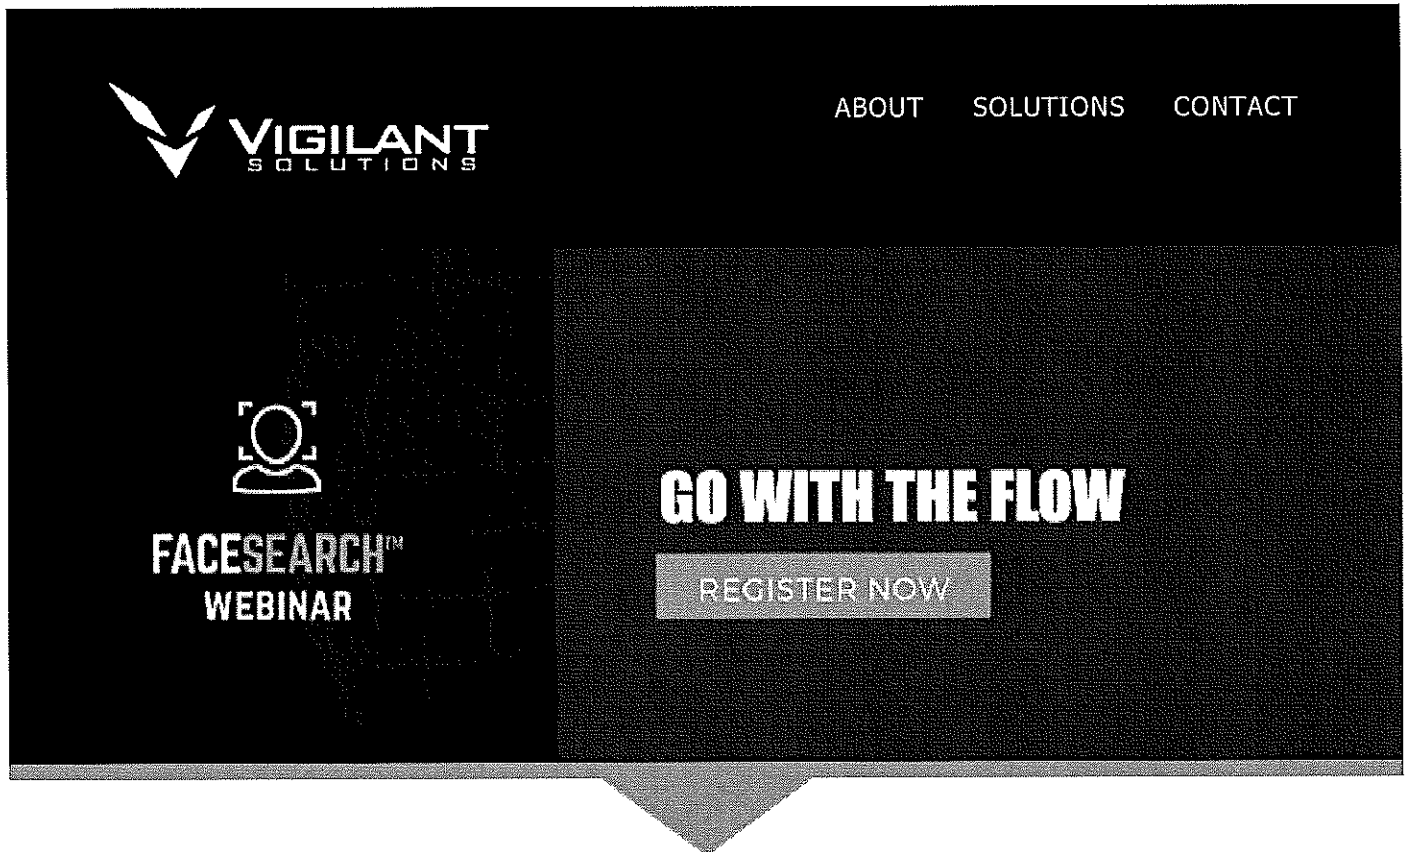 VIGILANT
SOLUTIONS
ABOUT SOLUTIONS CONTACT
FACESEARCH™
WEBINAR
GO WITH THE FLOW
REGISTER NOW